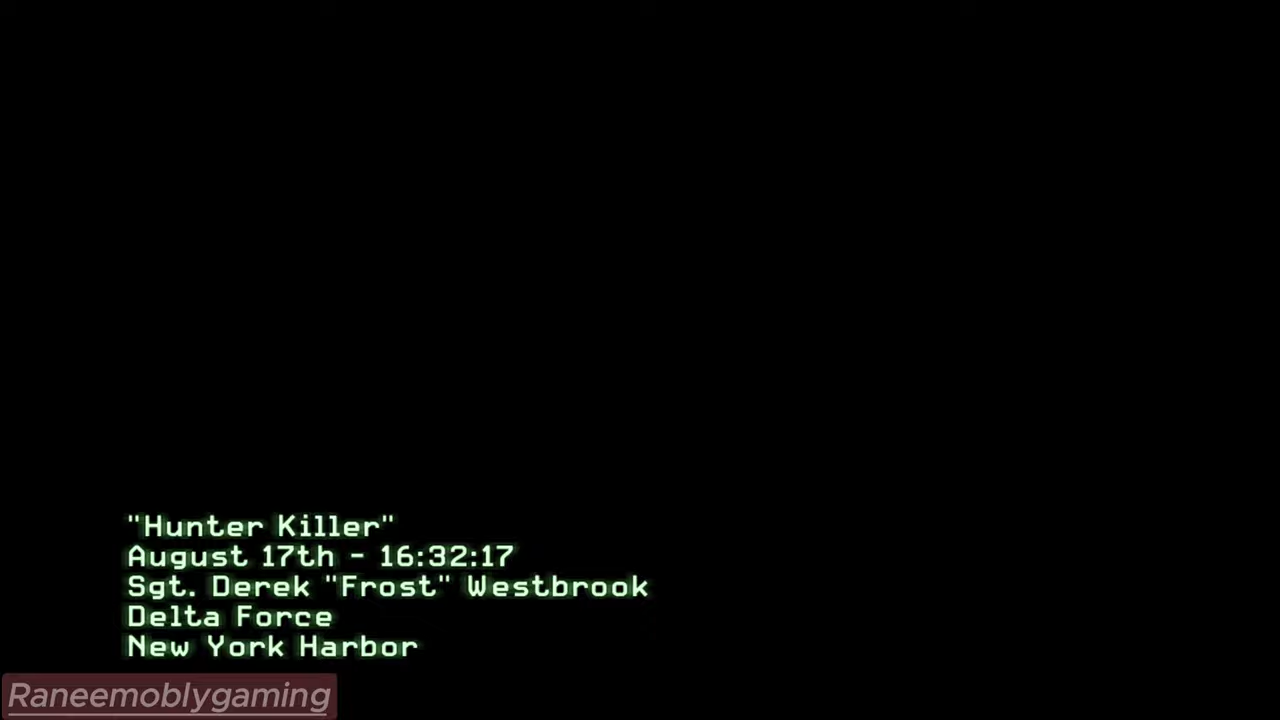 "Hunter Killer"
August 17th - 16:32:17
Sgt. Derek "Frost" Westbrook
Delta Force
New York Harbor
Raneemoblygaming